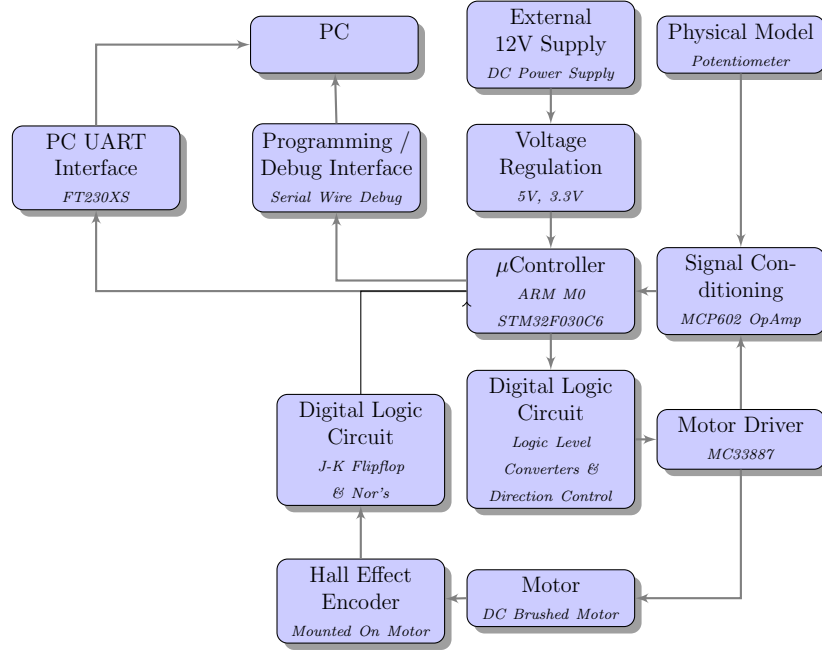 PC
External
12V Supply
DC Power Supply
Physical Model
Potentiometer
PC UART
Interface
FT230XS
Programming /
Debug Interface
Serial Wire Debug
Voltage
Regulation
5V, 3.3V
μController
ARM M0
STM32F030C6
Signal Con-
ditioning
MCP602 OpAmp
Digital Logic
Circuit
J-K Flipflop
& Nor's
Digital Logic
Circuit
Logic Level
Converters &
Direction Control
Motor Driver
MC33887
Hall Effect
Encoder
Mounted On Motor
Motor
DC Brushed Motor